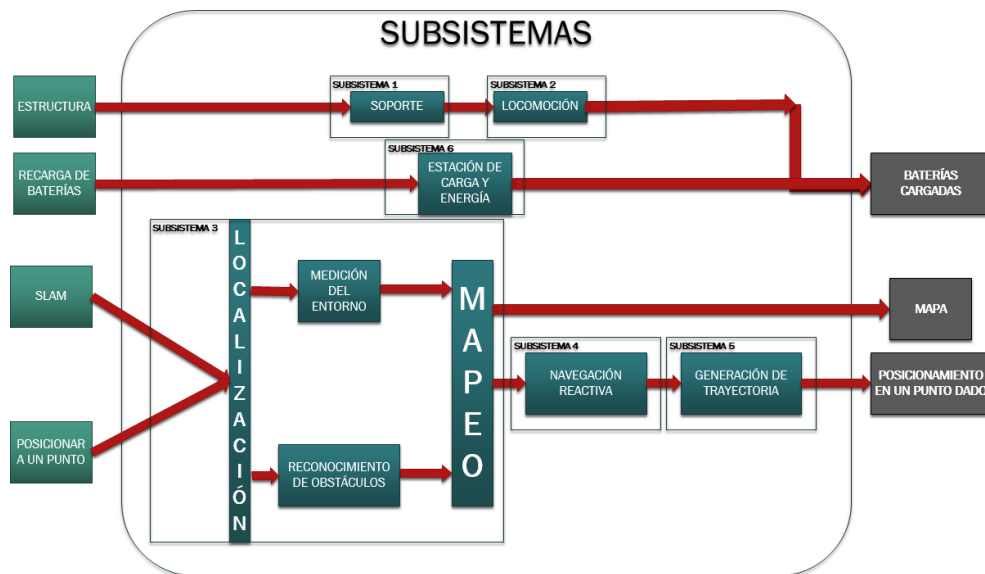 SUBSISTEMAS
SUBSISTEMA 1
SUBSISTEMA 2
ESTRUCTURA
SOPORTE
LOCOMOCIÓN
SUBSISTEMA 6
RECARGA DE
BATERÍAS
ESTACIÓN DE
CARGA Y
ENERGÍA
BATERÍAS
CARGADAS
SUBSISTEMA 3
LOCALIZACIÓN
SLAM
MEDICIÓN
DEL
ENTORNO
MAPEO
MAPA
SUBSISTEMA 4
SUBSISTEMA 5
NAVEGACIÓN
REACTIVA
GENERACIÓN DE
TRAYECTORIA
POSICIONAMIENTO
EN UN PUNTO DADO
POSICIONAR
A UN PUNTO
RECONOCIMIENTO
DE OBSTÁCULOS